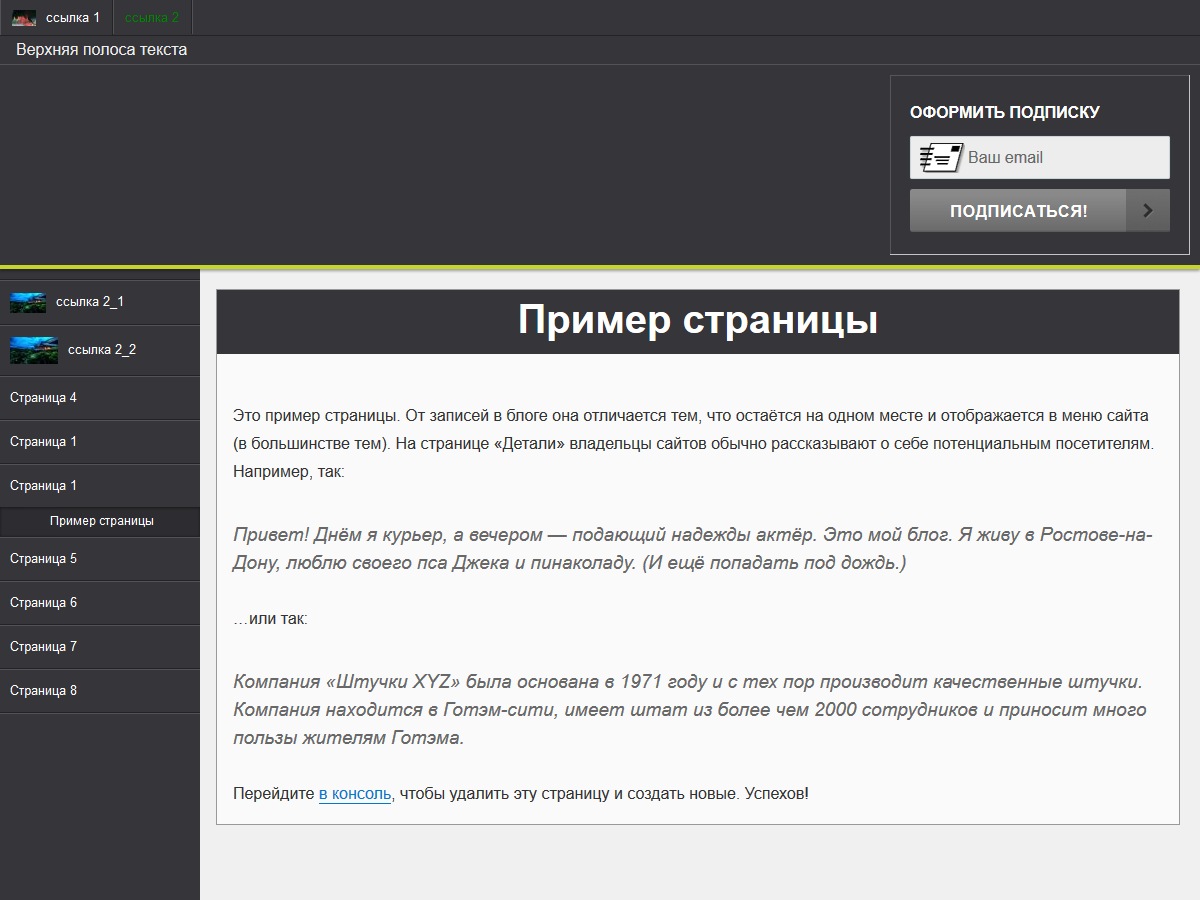 ссылка 1
ссылка 2
Верхняя полоса текста
ОФОРМИТЬ ПОДПИСКУ
Ваш email
ПОДПИСАТЬСЯ!
ссылка 2_1
ссылка 2_2
Страница 4
Страница 1
Страница 1
Пример страницы
Страница 5
Страница 6
Страница 7
Страница 8
Пример страницы
Это пример страницы. От записей в блоге она отличается тем, что остаётся на одном месте и отображается в меню сайта
(в большинстве тем). На странице «Детали» владельцы сайтов обычно рассказывают о себе потенциальным посетителям.
Например, так:
Привет! Днём я курьер, а вечером — подающий надежды актёр. Это мой блог. Я живу в Ростове-на-
Дону, люблю своего пса Джека и пинаколаду. (И ещё попадать под дождь.)
…или так:
Компания «Штучки XYZ» была основана в 1971 году и с тех пор производит качественные штучки.
Компания находится в Готэм-сити, имеет штат из более чем 2000 сотрудников и приносит много
пользы жителям Готэма.
Перейдите в консоль, чтобы удалить эту страницу и создать новые. Успехов!